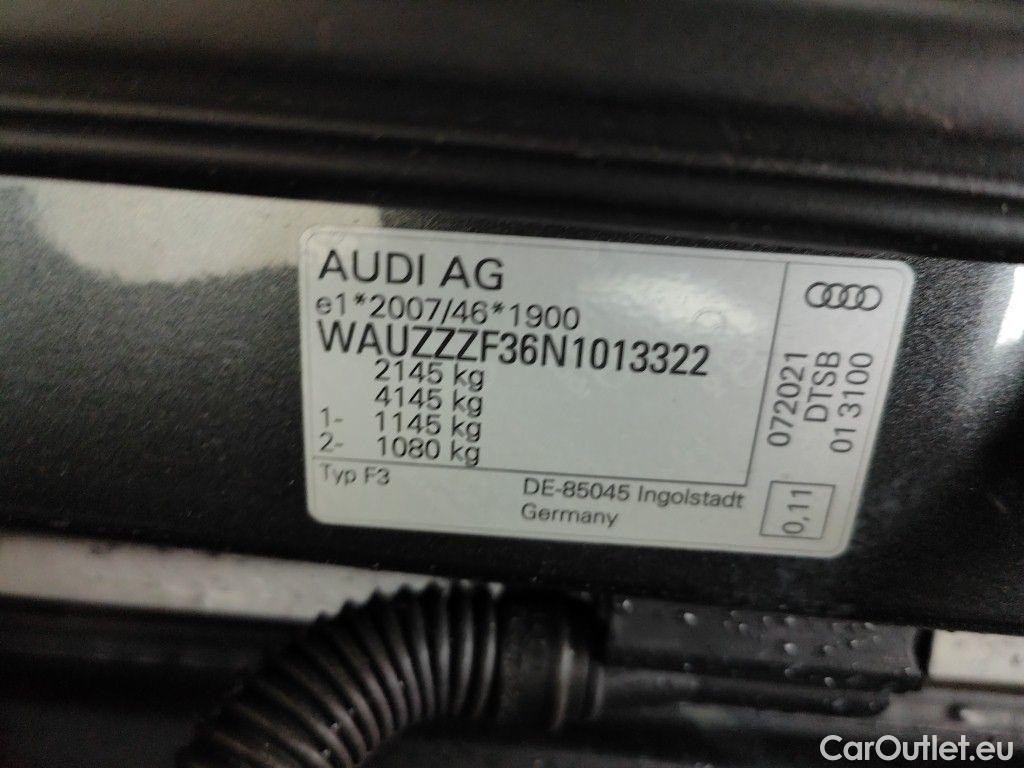 AUDI AG
e1*2007/46*1900
WAUZZZF36N1013322
2145 kg
4145 kg
1- 1145 kg
2- 1080 kg
Typ F3
DE-85045 Ingolstadt
Germany
072021
DTSB
013100
0,11
CarOutlet.eu